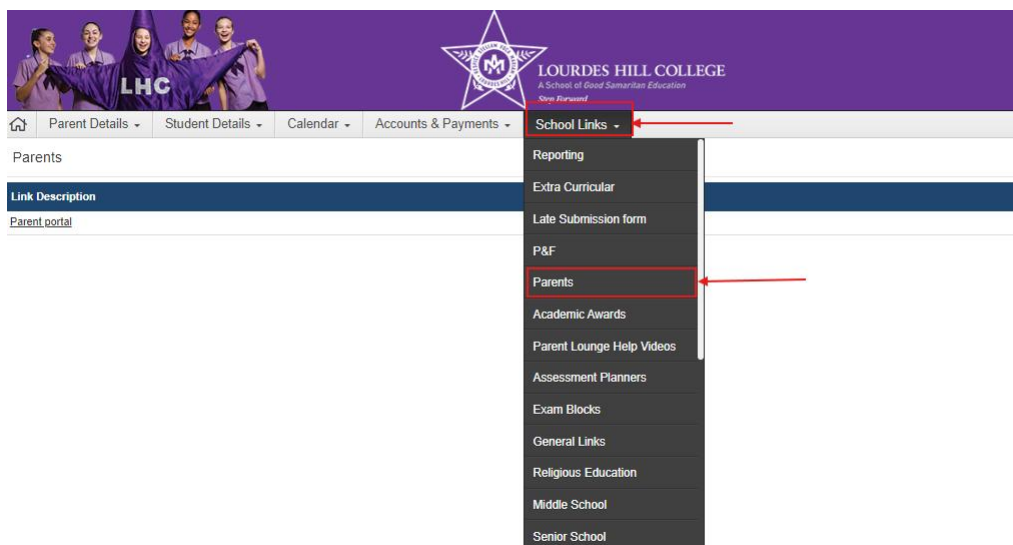 LHC
LOURDES HILL COLLEGE
A School of Good Samaritan Education
Step Forward
Parent Details
Student Details
Calendar
Accounts & Payments
School Links
Parents
Link Description
Parent portal
Reporting
Extra Curricular
Late Submission form
P&F
Parents
Academic Awards
Parent Lounge Help Videos
Assessment Planners
Exam Blocks
General Links
Religious Education
Middle School
Senior School